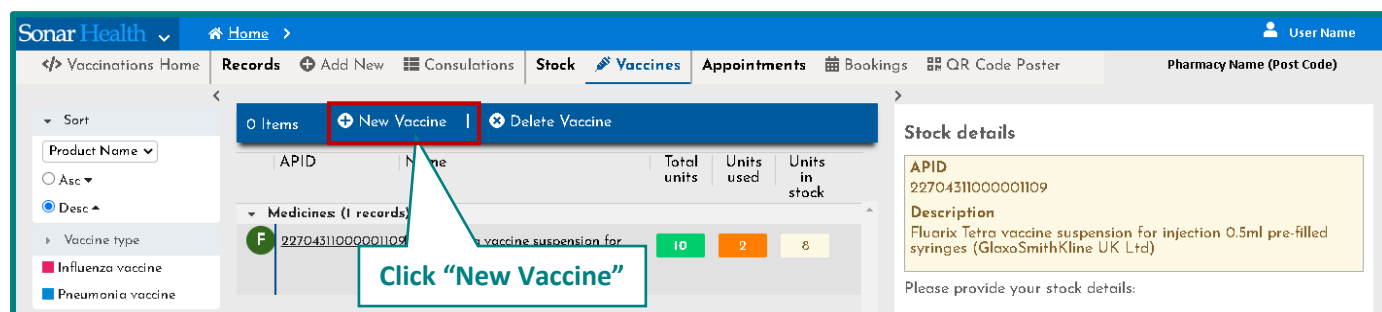 Sonar Health Home > User Name
</> Vaccinations Home Records Add New Consulations Stock Vaccines Appointments Bookings QR Code Poster Pharmacy Name (Post Code)
Sort
Product Name
Asc
Desc
Vaccine type
Influenza vaccine
Pneumonia vaccine
0 Items New Vaccine | Delete Vaccine
APID Total units Units used Units in stock
Medicines: (1 records)
F 22704311000001109 vaccine suspension for 10 2 8
Click “New Vaccine”
Stock details
APID
22704311000001109
Description
Fluarix Tetra vaccine suspension for injection 0.5ml pre-filled
syringes (GlaxoSmithKline UK Ltd)
Please provide your stock details: